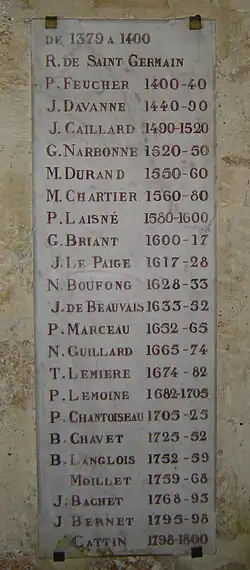 DE 1379 A 1400
R. DE SAINT GERMAIN
P. FEUCHER 1400-40
J. DAVANNE 1440-90
J. CAILLARD 1490-1520
G. NARBONNE 1520-50
M. DURAND 1550-60
M. CHARTIER 1560-80
P. LAISNÉ 1580-1600
G. BRIANT 1600-17
J. LE PAIGE 1617-28
N. BOUFONG 1628-33
J. DE BEAUVAIS 1633-52
P. MARCEAU 1652-65
N. GUILLARD 1665-74
T. LEMIERE 1674-82
P. LEMOINE 1682-1705
P. CHANTOISEAU 1705-25
B. CHAVET 1725-52
B. LANGLOIS 1752-59
MOILLET 1759-68
J. BACHET 1768-95
J BERNET 1795-98
CATTIN 1798-1800